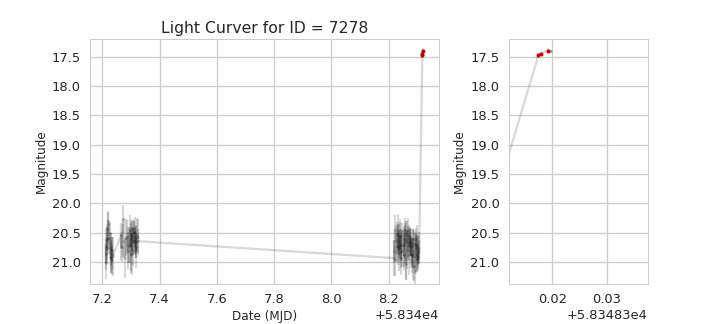 Light Curver for ID = 7278
Magnitude
17.5
18.0
18.5
19.0
19.5
20.0
20.5
21.0
7.2 7.4 7.6 7.8 8.0 8.2
Date (MJD)
+5.834e4
Magnitude
17.5
18.0
18.5
19.0
19.5
20.0
20.5
21.0
0.02 0.03
+5.83483e4